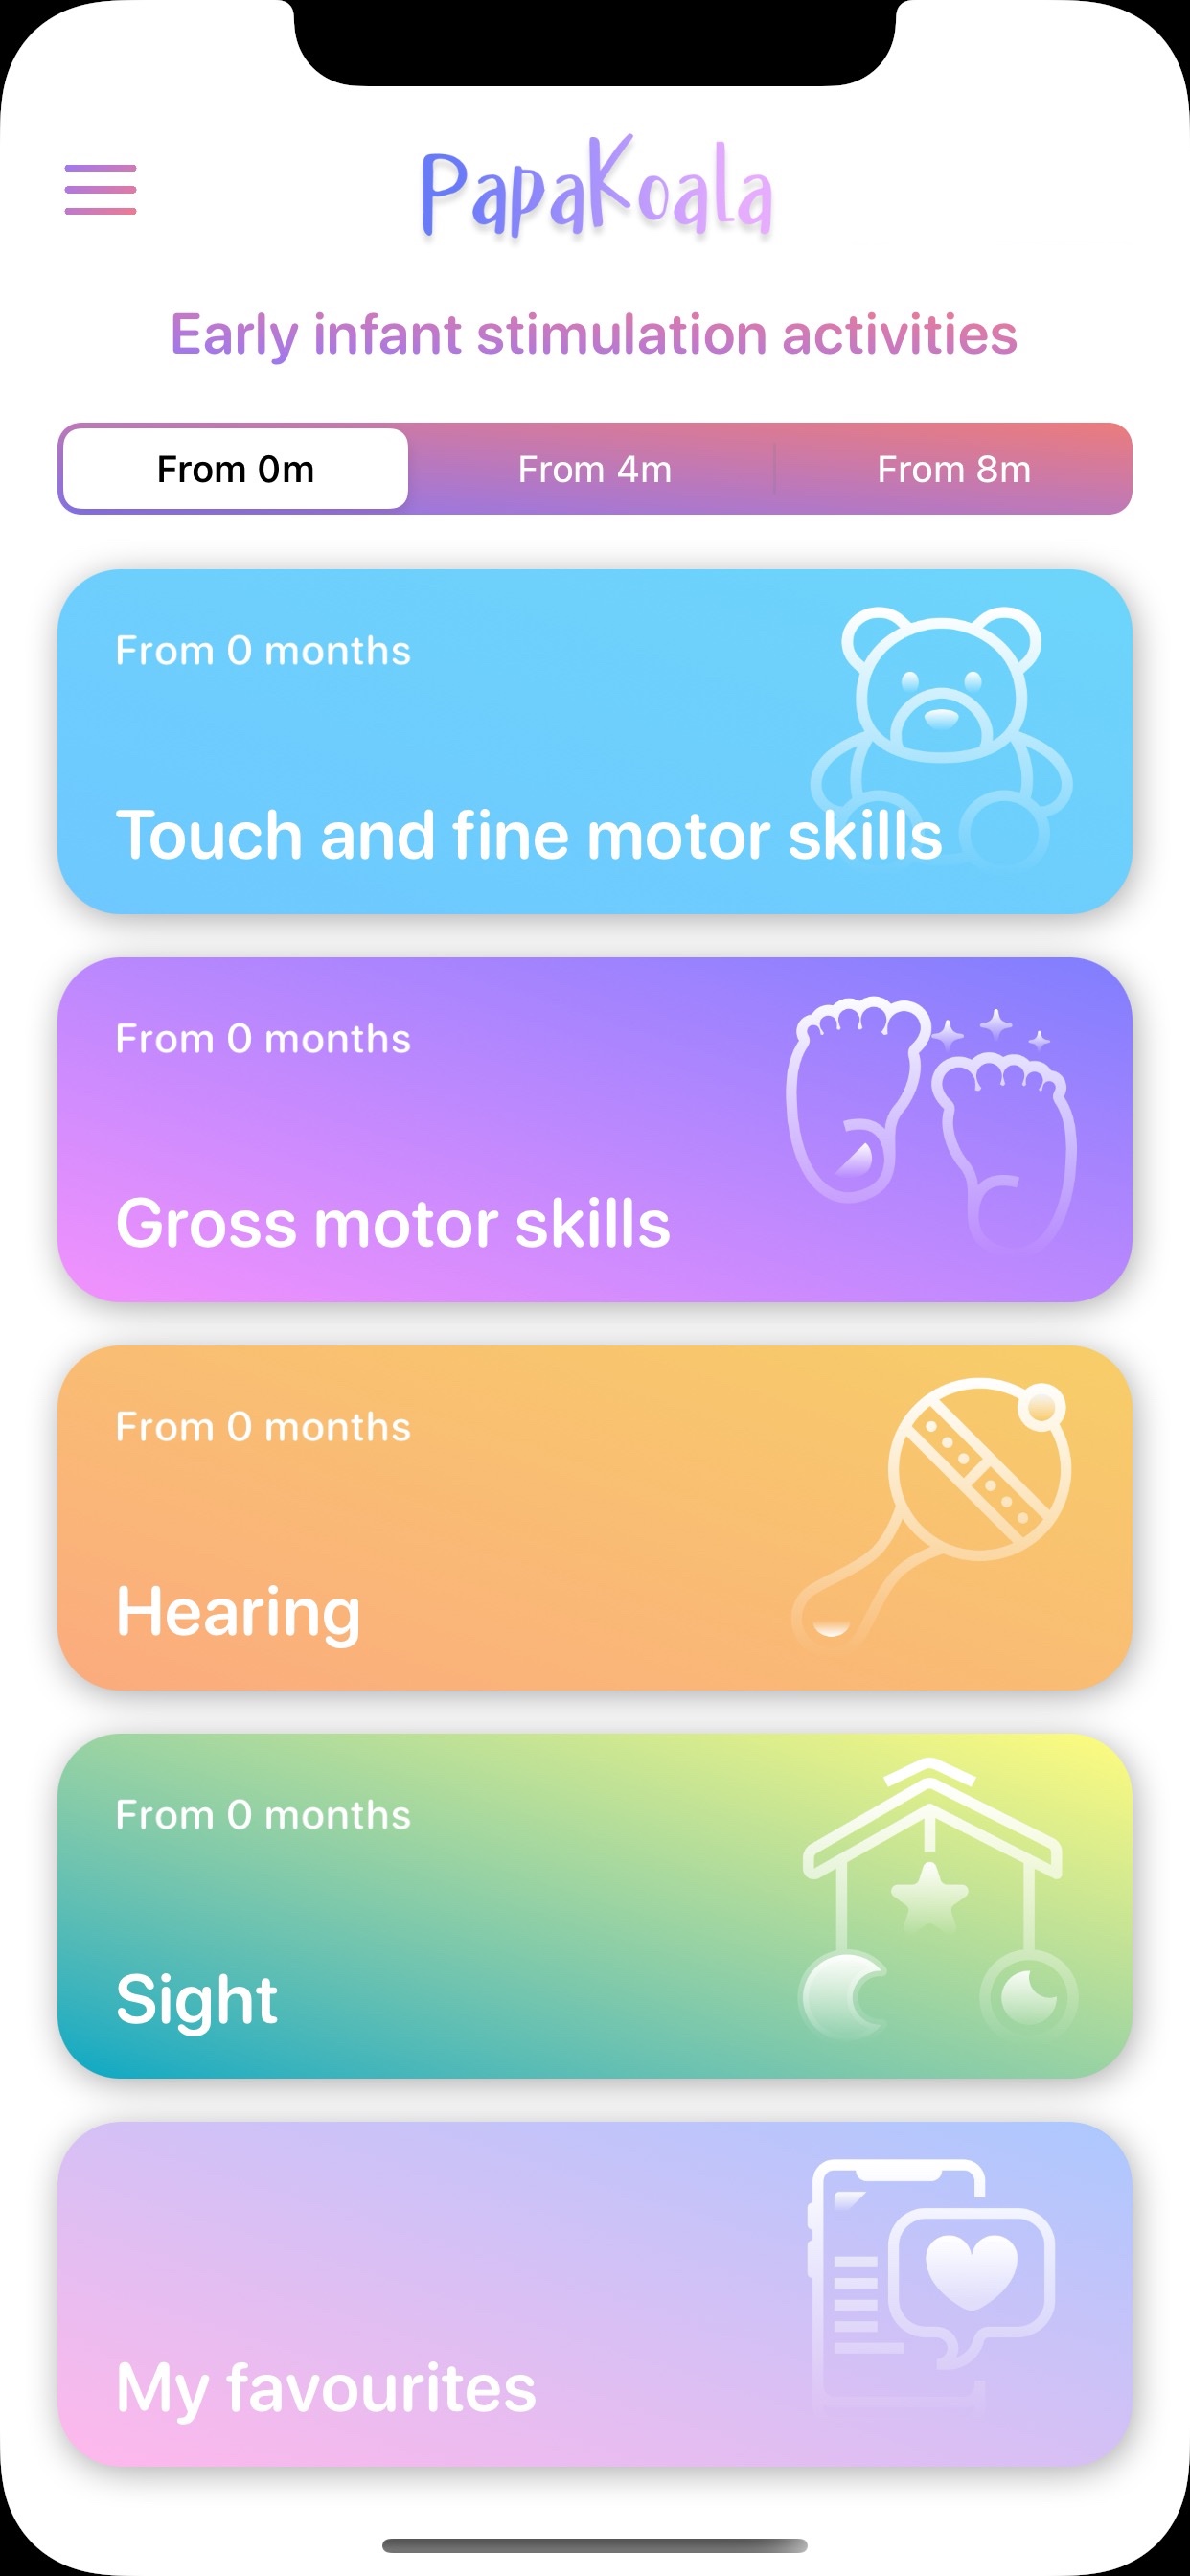 PapaKoala
Early infant stimulation activities
From 0m
From 4m
From 8m
From 0 months
Touch and fine motor skills
From 0 months
Gross motor skills
From 0 months
Hearing
From 0 months
Sight
My favourites